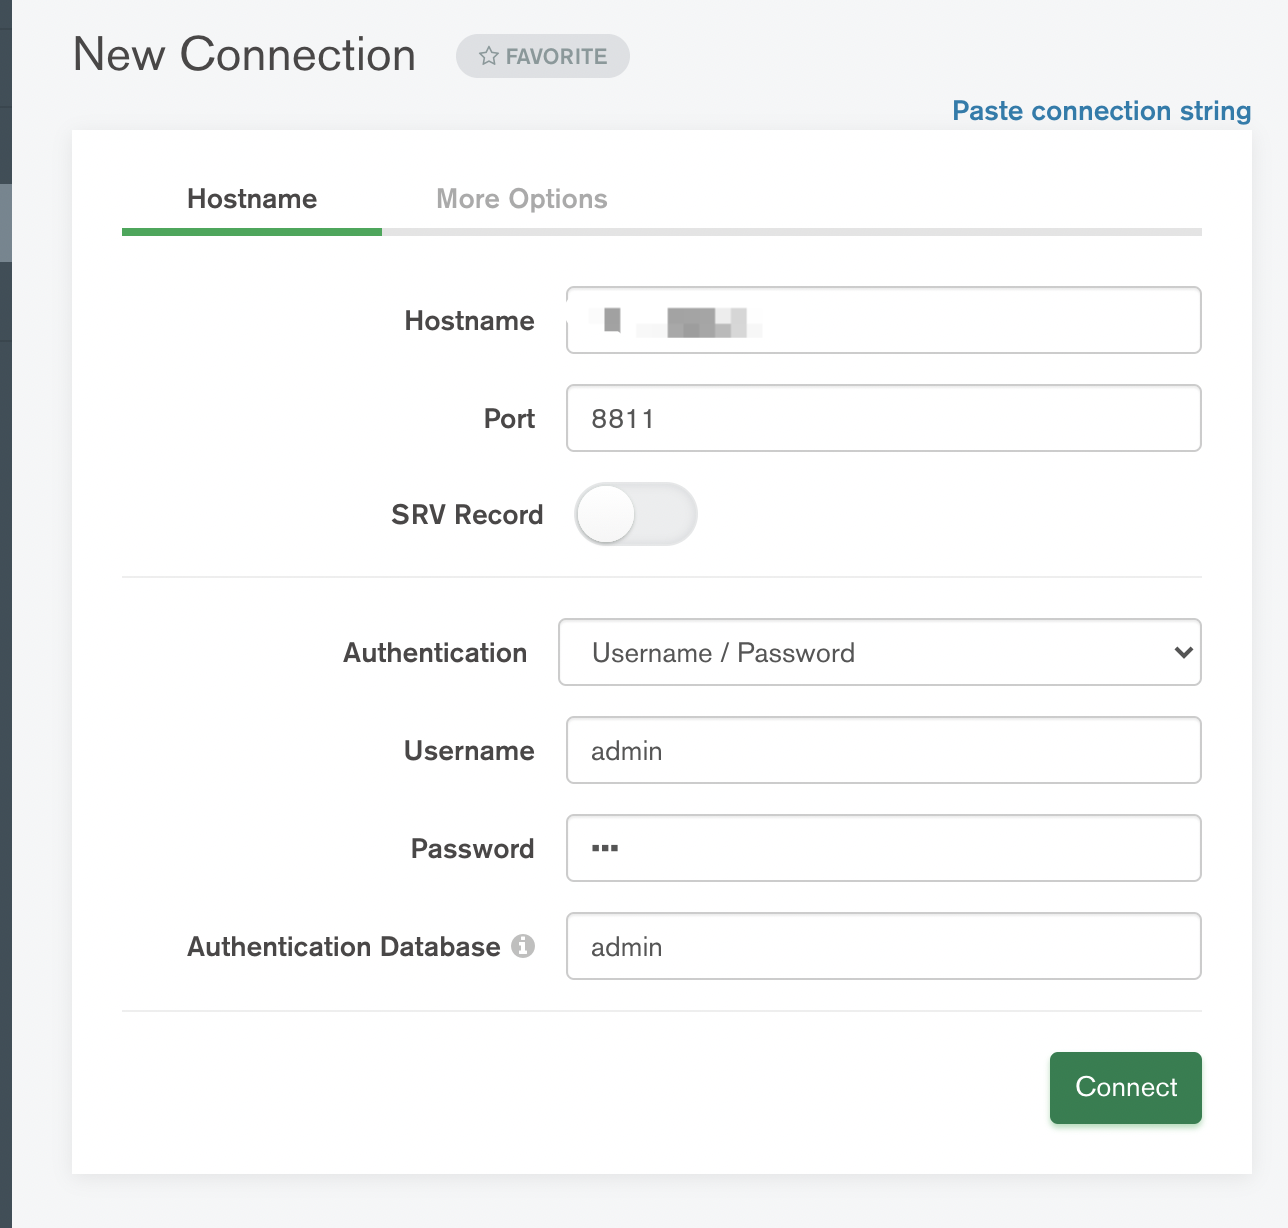 New Connection
FAVORITE
Paste connection string
Hostname
More Options
Hostname
Port
8811
SRV Record
Authentication
Username / Password
Username
admin
Password
Authentication Database
admin
Connect